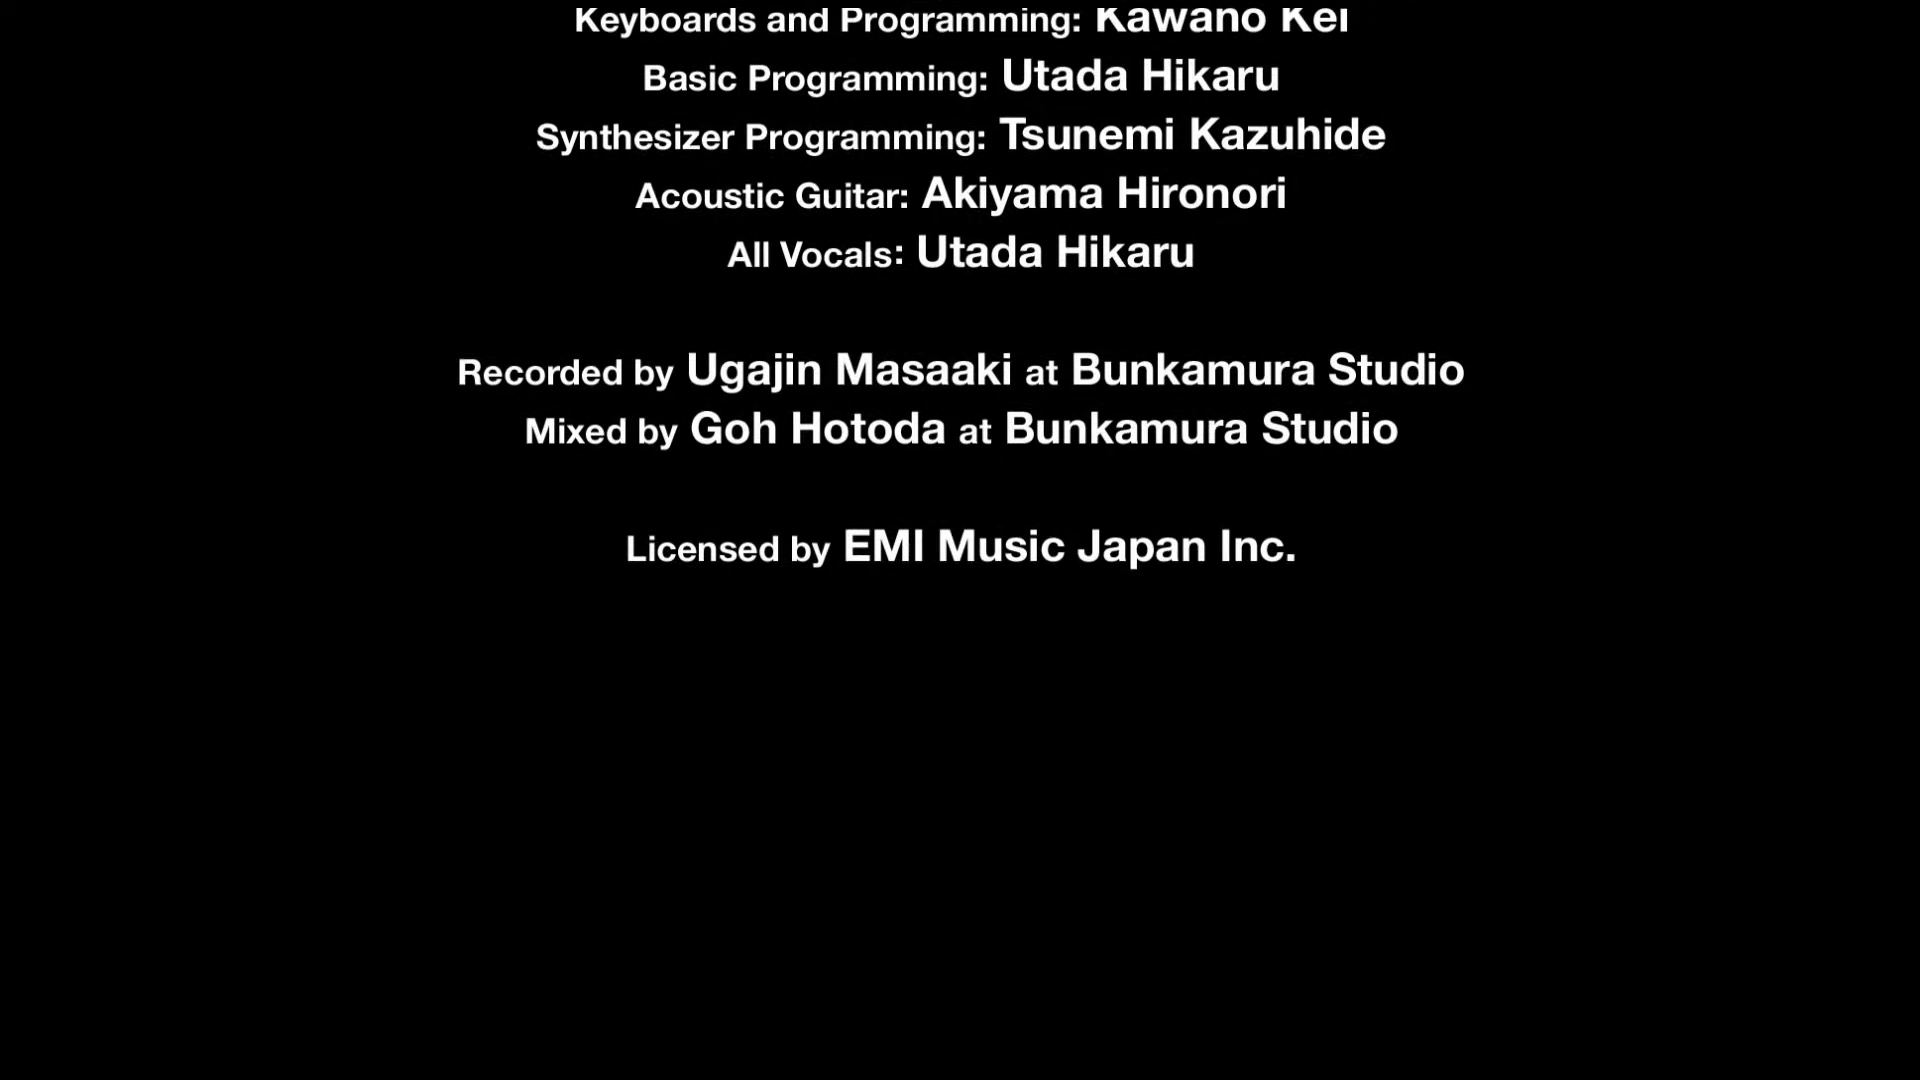 Keyboards and Programming: Kawano Kei
Basic Programming: Utada Hikaru
Synthesizer Programming: Tsunemi Kazuhide
Acoustic Guitar: Akiyama Hironori
All Vocals: Utada Hikaru
Recorded by Ugajin Masaaki at Bunkamura Studio
Mixed by Goh Hotoda at Bunkamura Studio
Licensed by EMI Music Japan Inc.